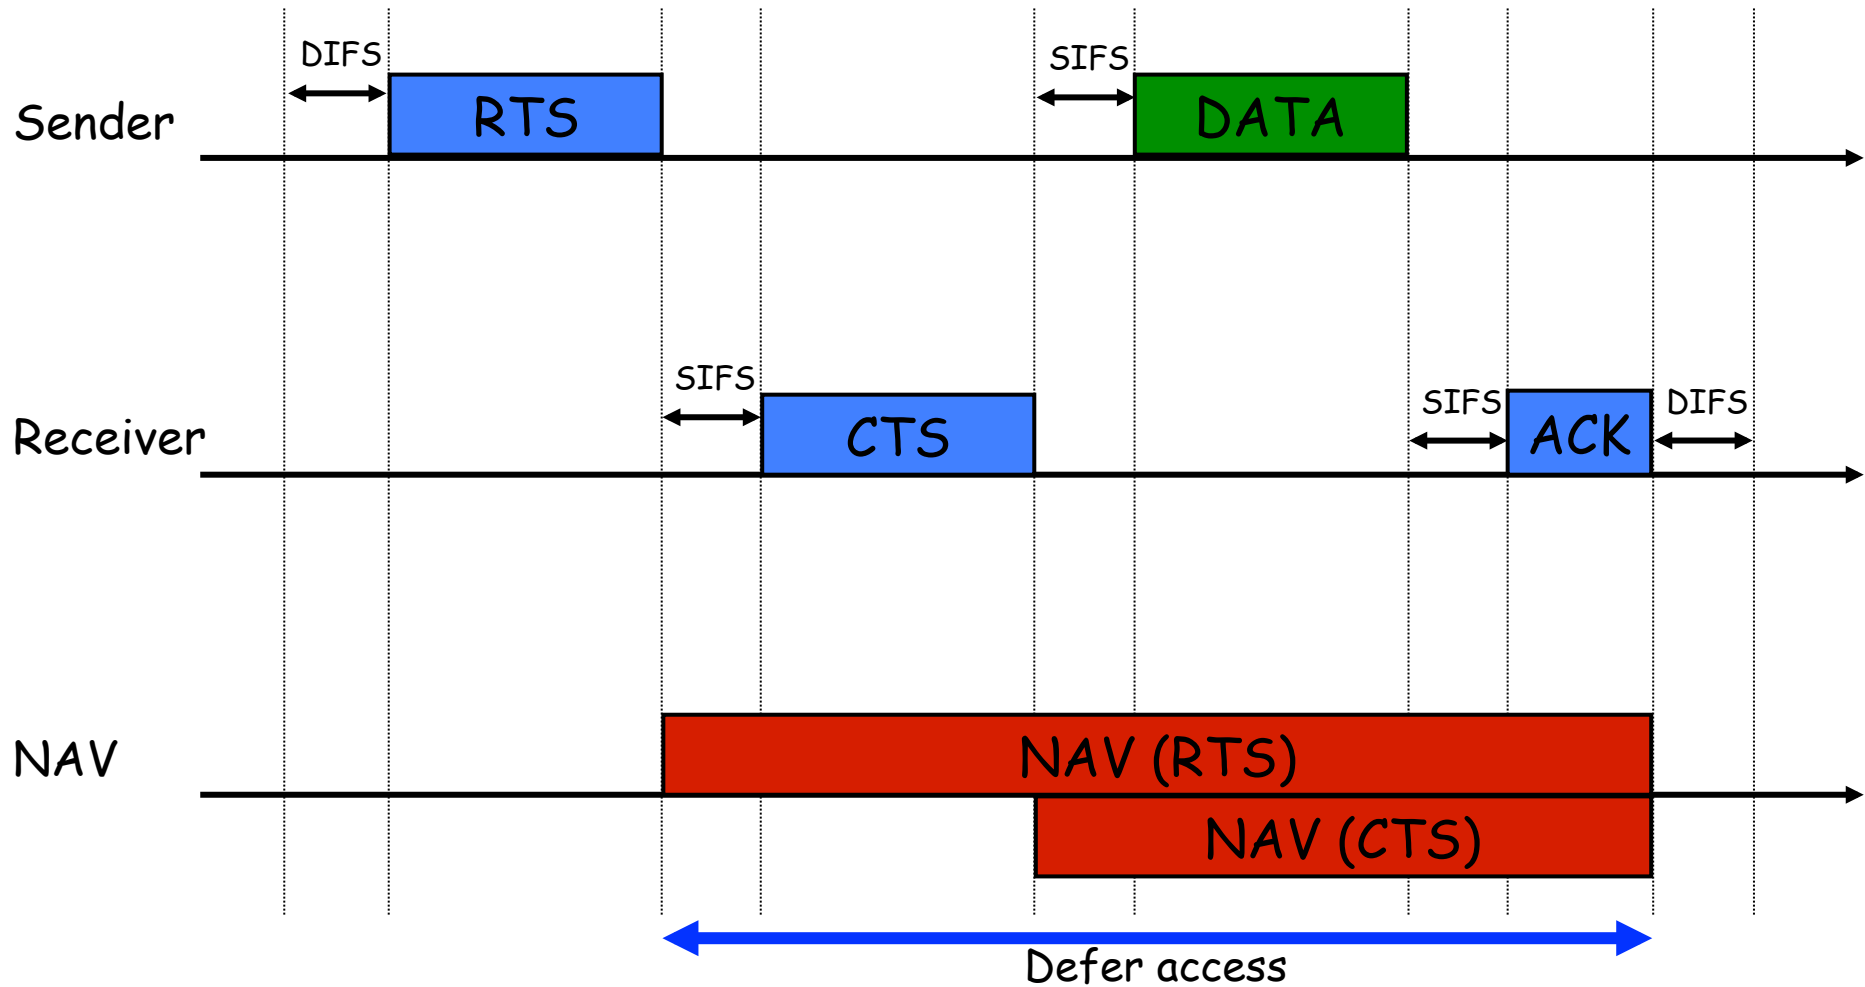 DIFS
SIFS
Sender
RTS
DATA
SIFS
SIFS
DIFS
Receiver
CTS
ACK
NAV
NAV (RTS)
NAV (CTS)
Defer access